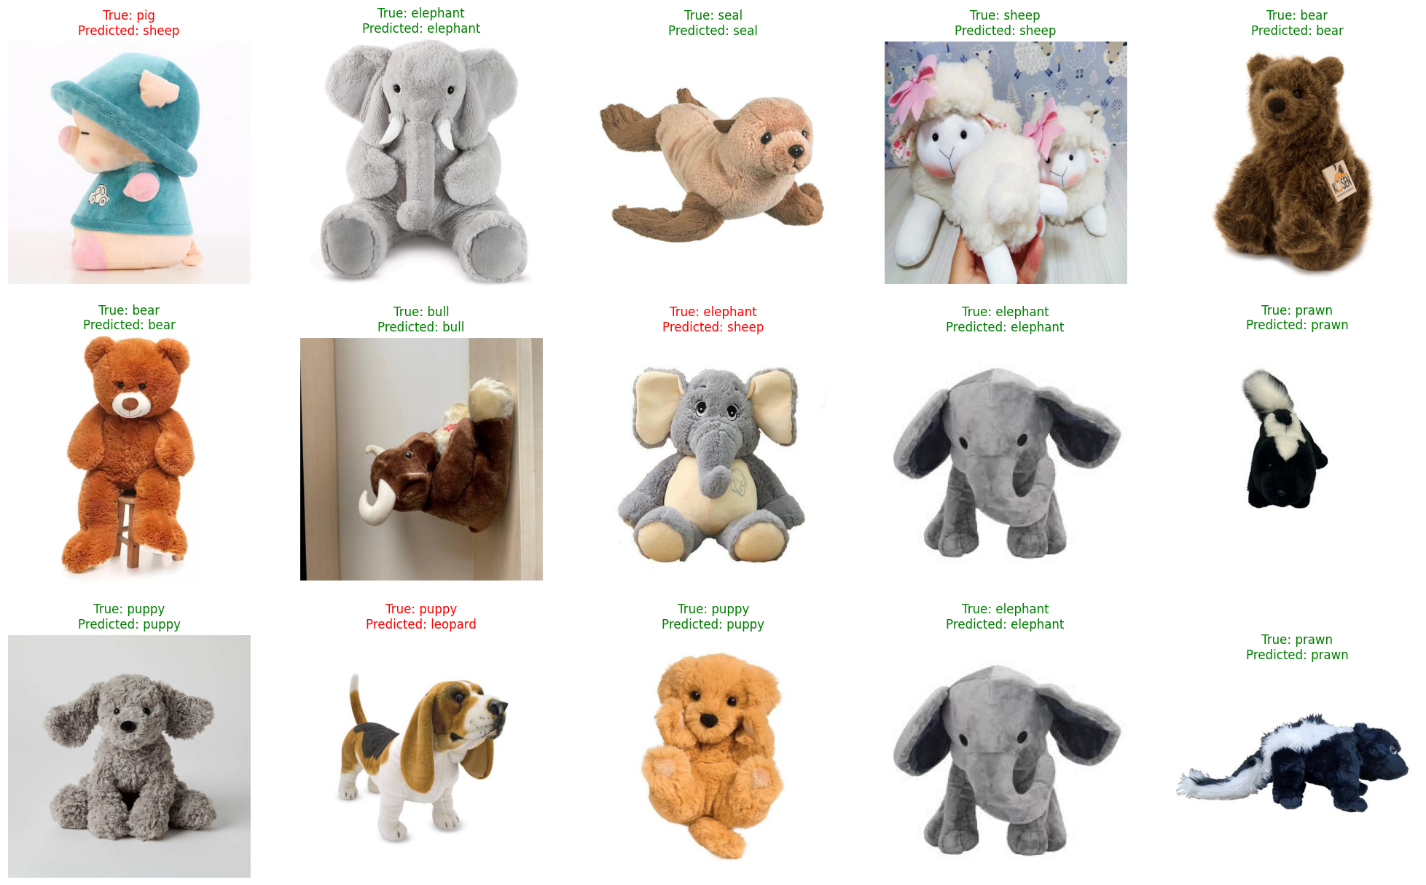 True: pig
Predicted: sheep
True: elephant
Predicted: elephant
True: seal
Predicted: seal
True: sheep
Predicted: sheep
True: bear
Predicted: bear
KÖSEN
True: bear
Predicted: bear
True: bull
Predicted: bull
True: elephant
Predicted: sheep
True: elephant
Predicted: elephant
True: prawn
Predicted: prawn
True: puppy
Predicted: puppy
True: puppy
Predicted: leopard
True: puppy
Predicted: puppy
True: elephant
Predicted: elephant
True: prawn
Predicted: prawn